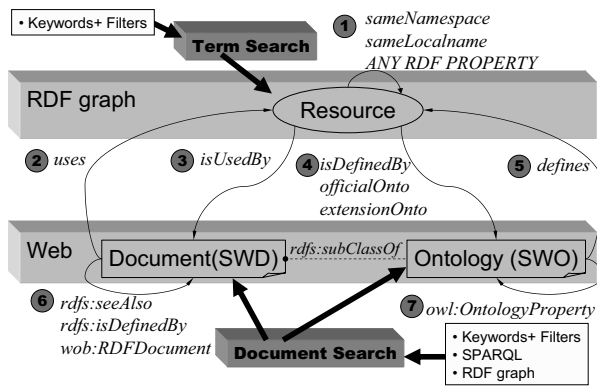 • Keywords+ Filters
Term Search
1
sameNamespace
sameLocalname
ANY RDF PROPERTY
RDF graph
Resource
2 uses
3 isUsedBy
4 isDefinedBy
officialOnto
extensionOnto
5 defines
Web
Document(SWD)
rdfs:subClassOf
Ontology (SWO)
6 rdfs:seeAlso
rdfs:isDefinedBy
wob:RDFDocument
7 owl:OntologyProperty
Document Search
• Keywords+ Filters
• SPARQL
• RDF graph